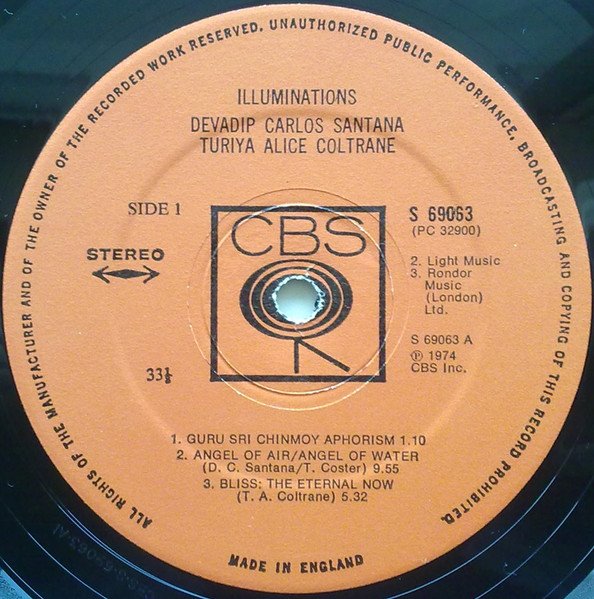 ALL RIGHTS OF THE MANUFACTURER AND OF THE OWNER OF THE RECORDED WORK RESERVED. UNAUTHORIZED PUBLIC PERFORMANCE, BROADCASTING AND COPYING OF THIS RECORD PROHIBITED.
ILLUMINATIONS
DEVADIP CARLOS SANTANA
TURIYA ALICE COLTRANE
SIDE 1
STEREO
33⅓
CBS
S 69063
(PC 32900)
2. Light Music
3. Rondor
Music
(London)
Ltd.
S 69063 A
℗ 1974
CBS Inc.
1. GURU SRI CHINMOY APHORISM 1.10
2. ANGEL OF AIR/ANGEL OF WATER
(D. C. Santana/T. Coster) 9.55
3. BLISS: THE ETERNAL NOW
(T. A. Coltrane) 5.32
MADE IN ENGLAND